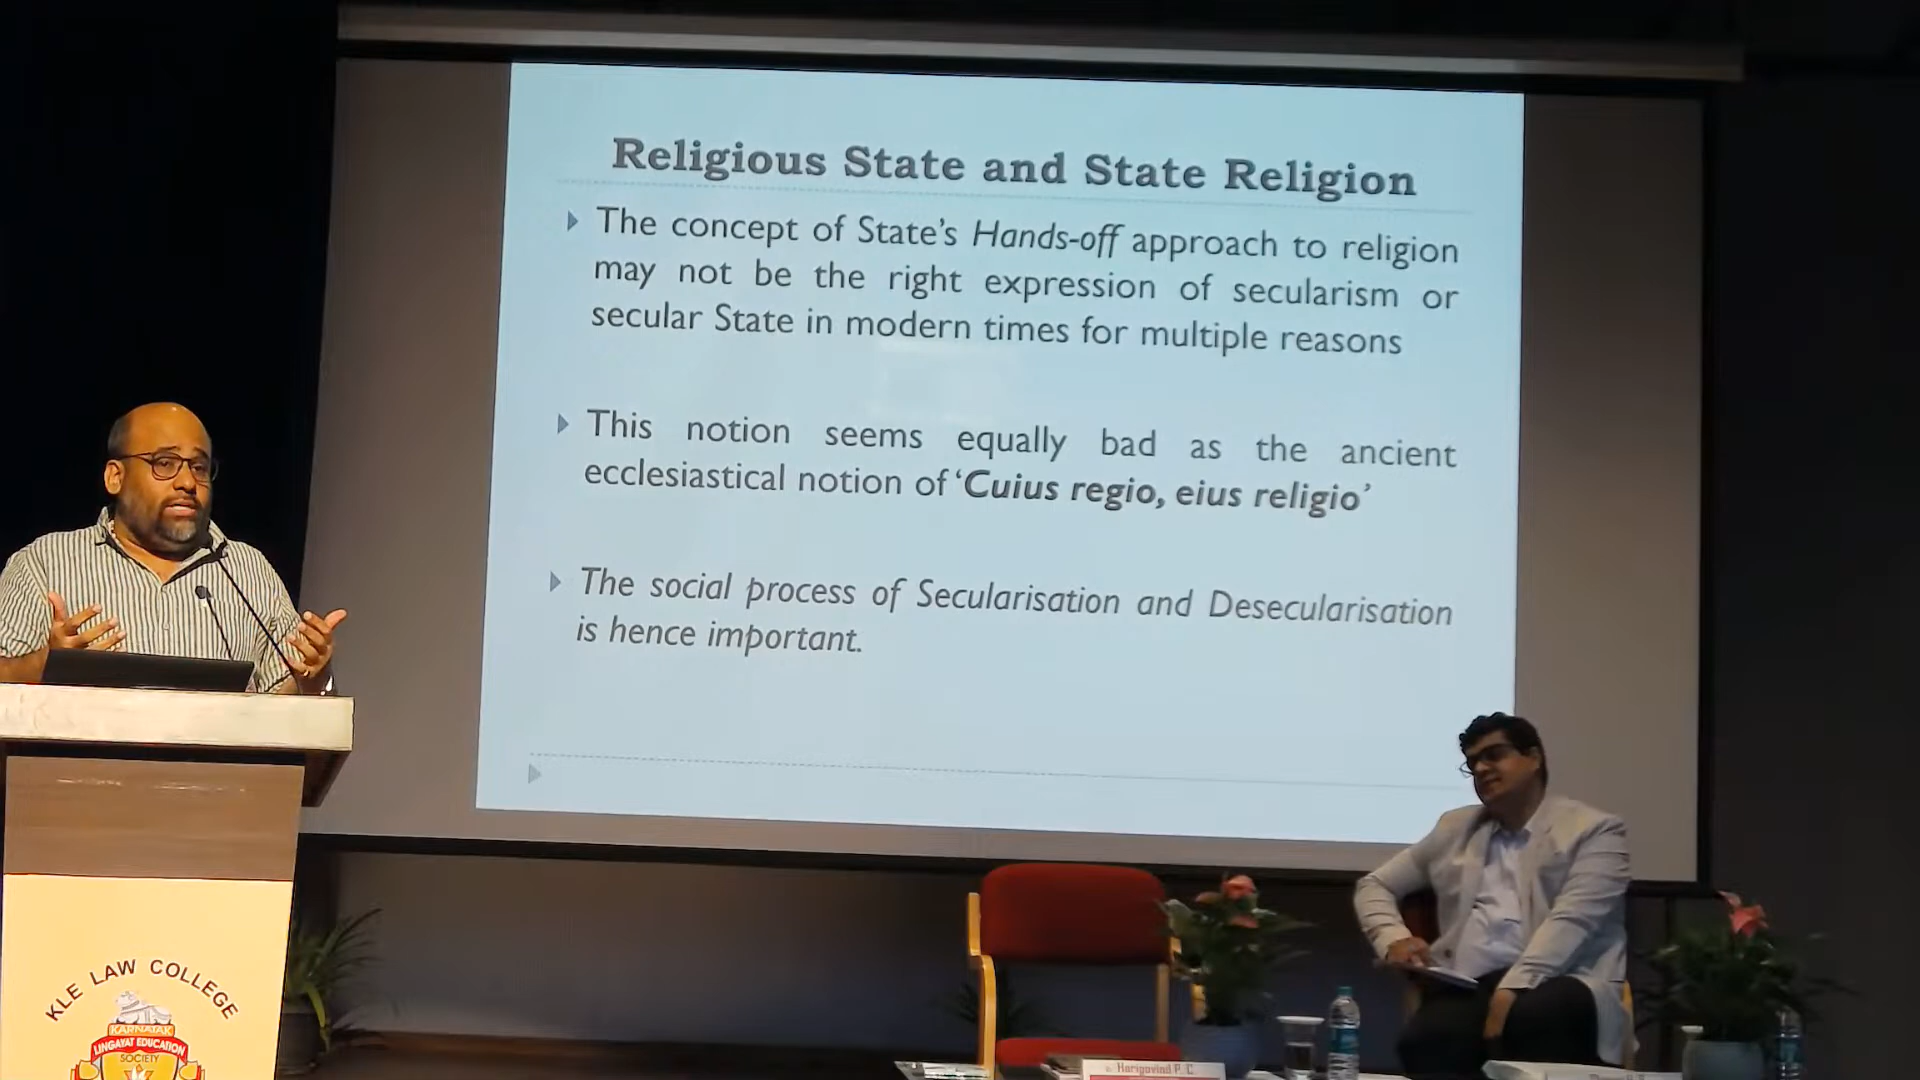 Religious State and State Religion
The concept of State's Hands-off approach to religion
may not be the right expression of secularism or
secular State in modern times for multiple reasons
This notion seems equally bad as the ancient
ecclesiastical notion of 'Cuius regio, eius religio'
The social process of Secularisation and Desecularisation
is hence important.
KLE LAW COLLEGE
KARNATAK
LINGAYAT EDUCATION
SOCIETY
Harigovind P. C